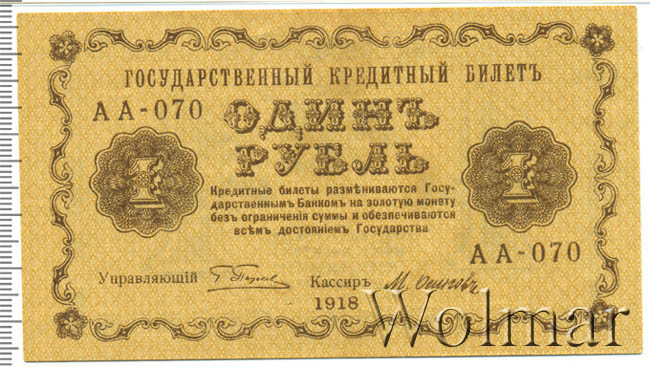 ГОСУДАРСТВЕННЫЙ КРЕДИТНЫЙ БИЛЕТЪ
АА-070
ОДИНЪ
РУБЛЬ
1
1
Кредитные билеты размѣниваются Госу-
дарственнымъ Банкомъ на золотую монету
безъ ограниченія суммы и обезпечиваются
всѣмъ достояніемъ Государства
АА-070
Управляющій
Кассиръ
1918
Wolmar